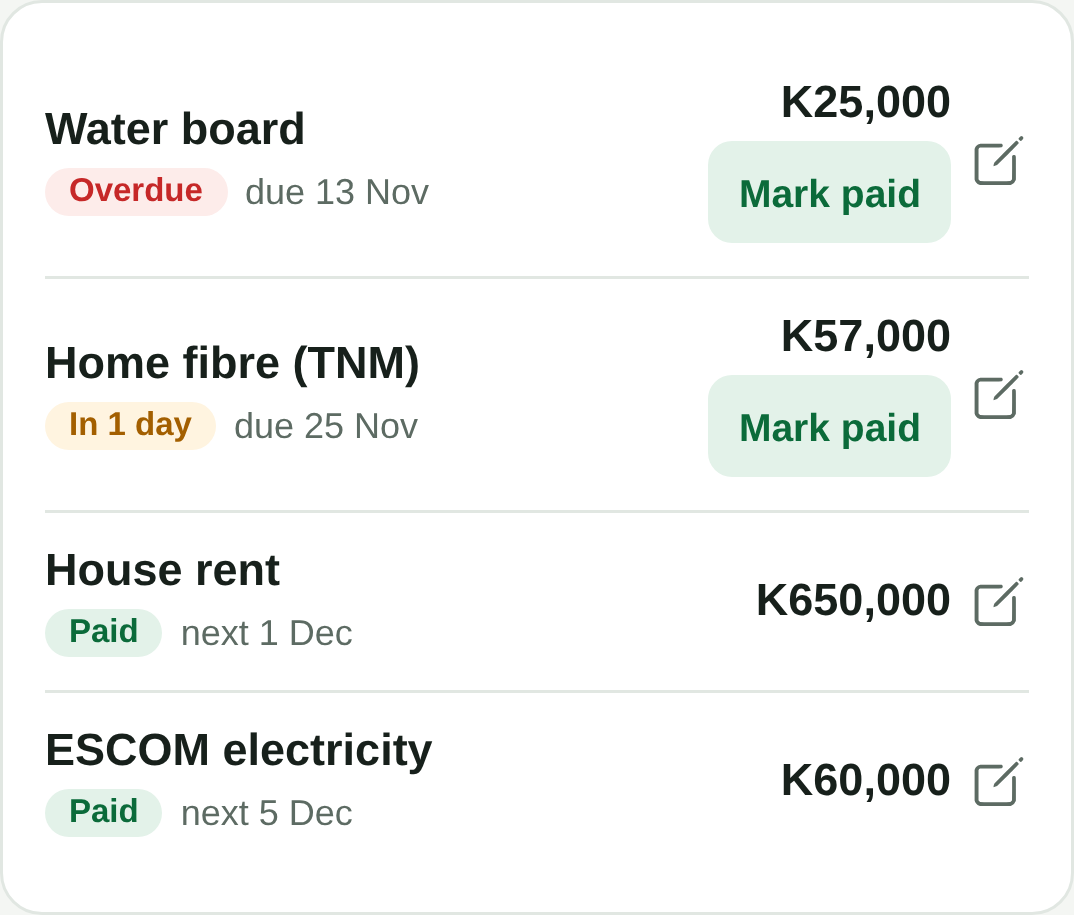 Water board
Overdue due 13 Nov
K25,000
Mark paid
Home fibre (TNM)
In 1 day due 25 Nov
K57,000
Mark paid
House rent
Paid next 1 Dec
K650,000
ESCOM electricity
Paid next 5 Dec
K60,000